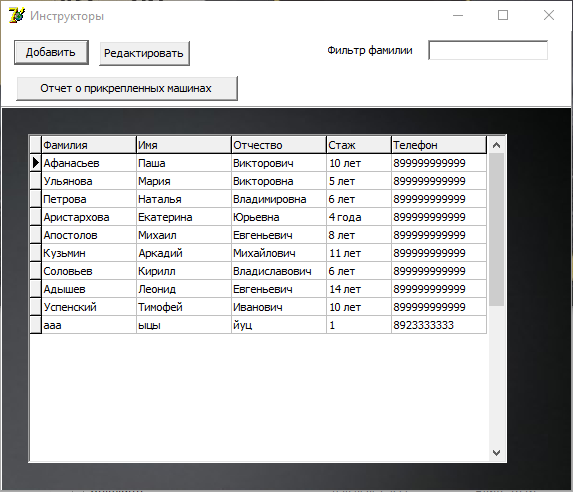 Инструкторы
Добавить Редактировать Фильтр фамилии
Отчет о прикрепленных машинах
Фамилия Имя Отчество Стаж Телефон
Афанасьев Паша Викторович 10 лет 899999999999
Ульянова Мария Викторовна 5 лет 899999999999
Петрова Наталья Владимировна 6 лет 899999999999
Аристархова Екатерина Юрьевна 4 года 899999999999
Апостолов Михаил Евгеньевич 8 лет 899999999999
Кузьмин Аркадий Михайлович 11 лет 899999999999
Соловьев Кирилл Владиславович 6 лет 899999999999
Адышев Леонид Евгеньевич 14 лет 899999999999
Успенский Тимофей Иванович 10 лет 899999999999
ааа ыцы йуц 1 8923333333